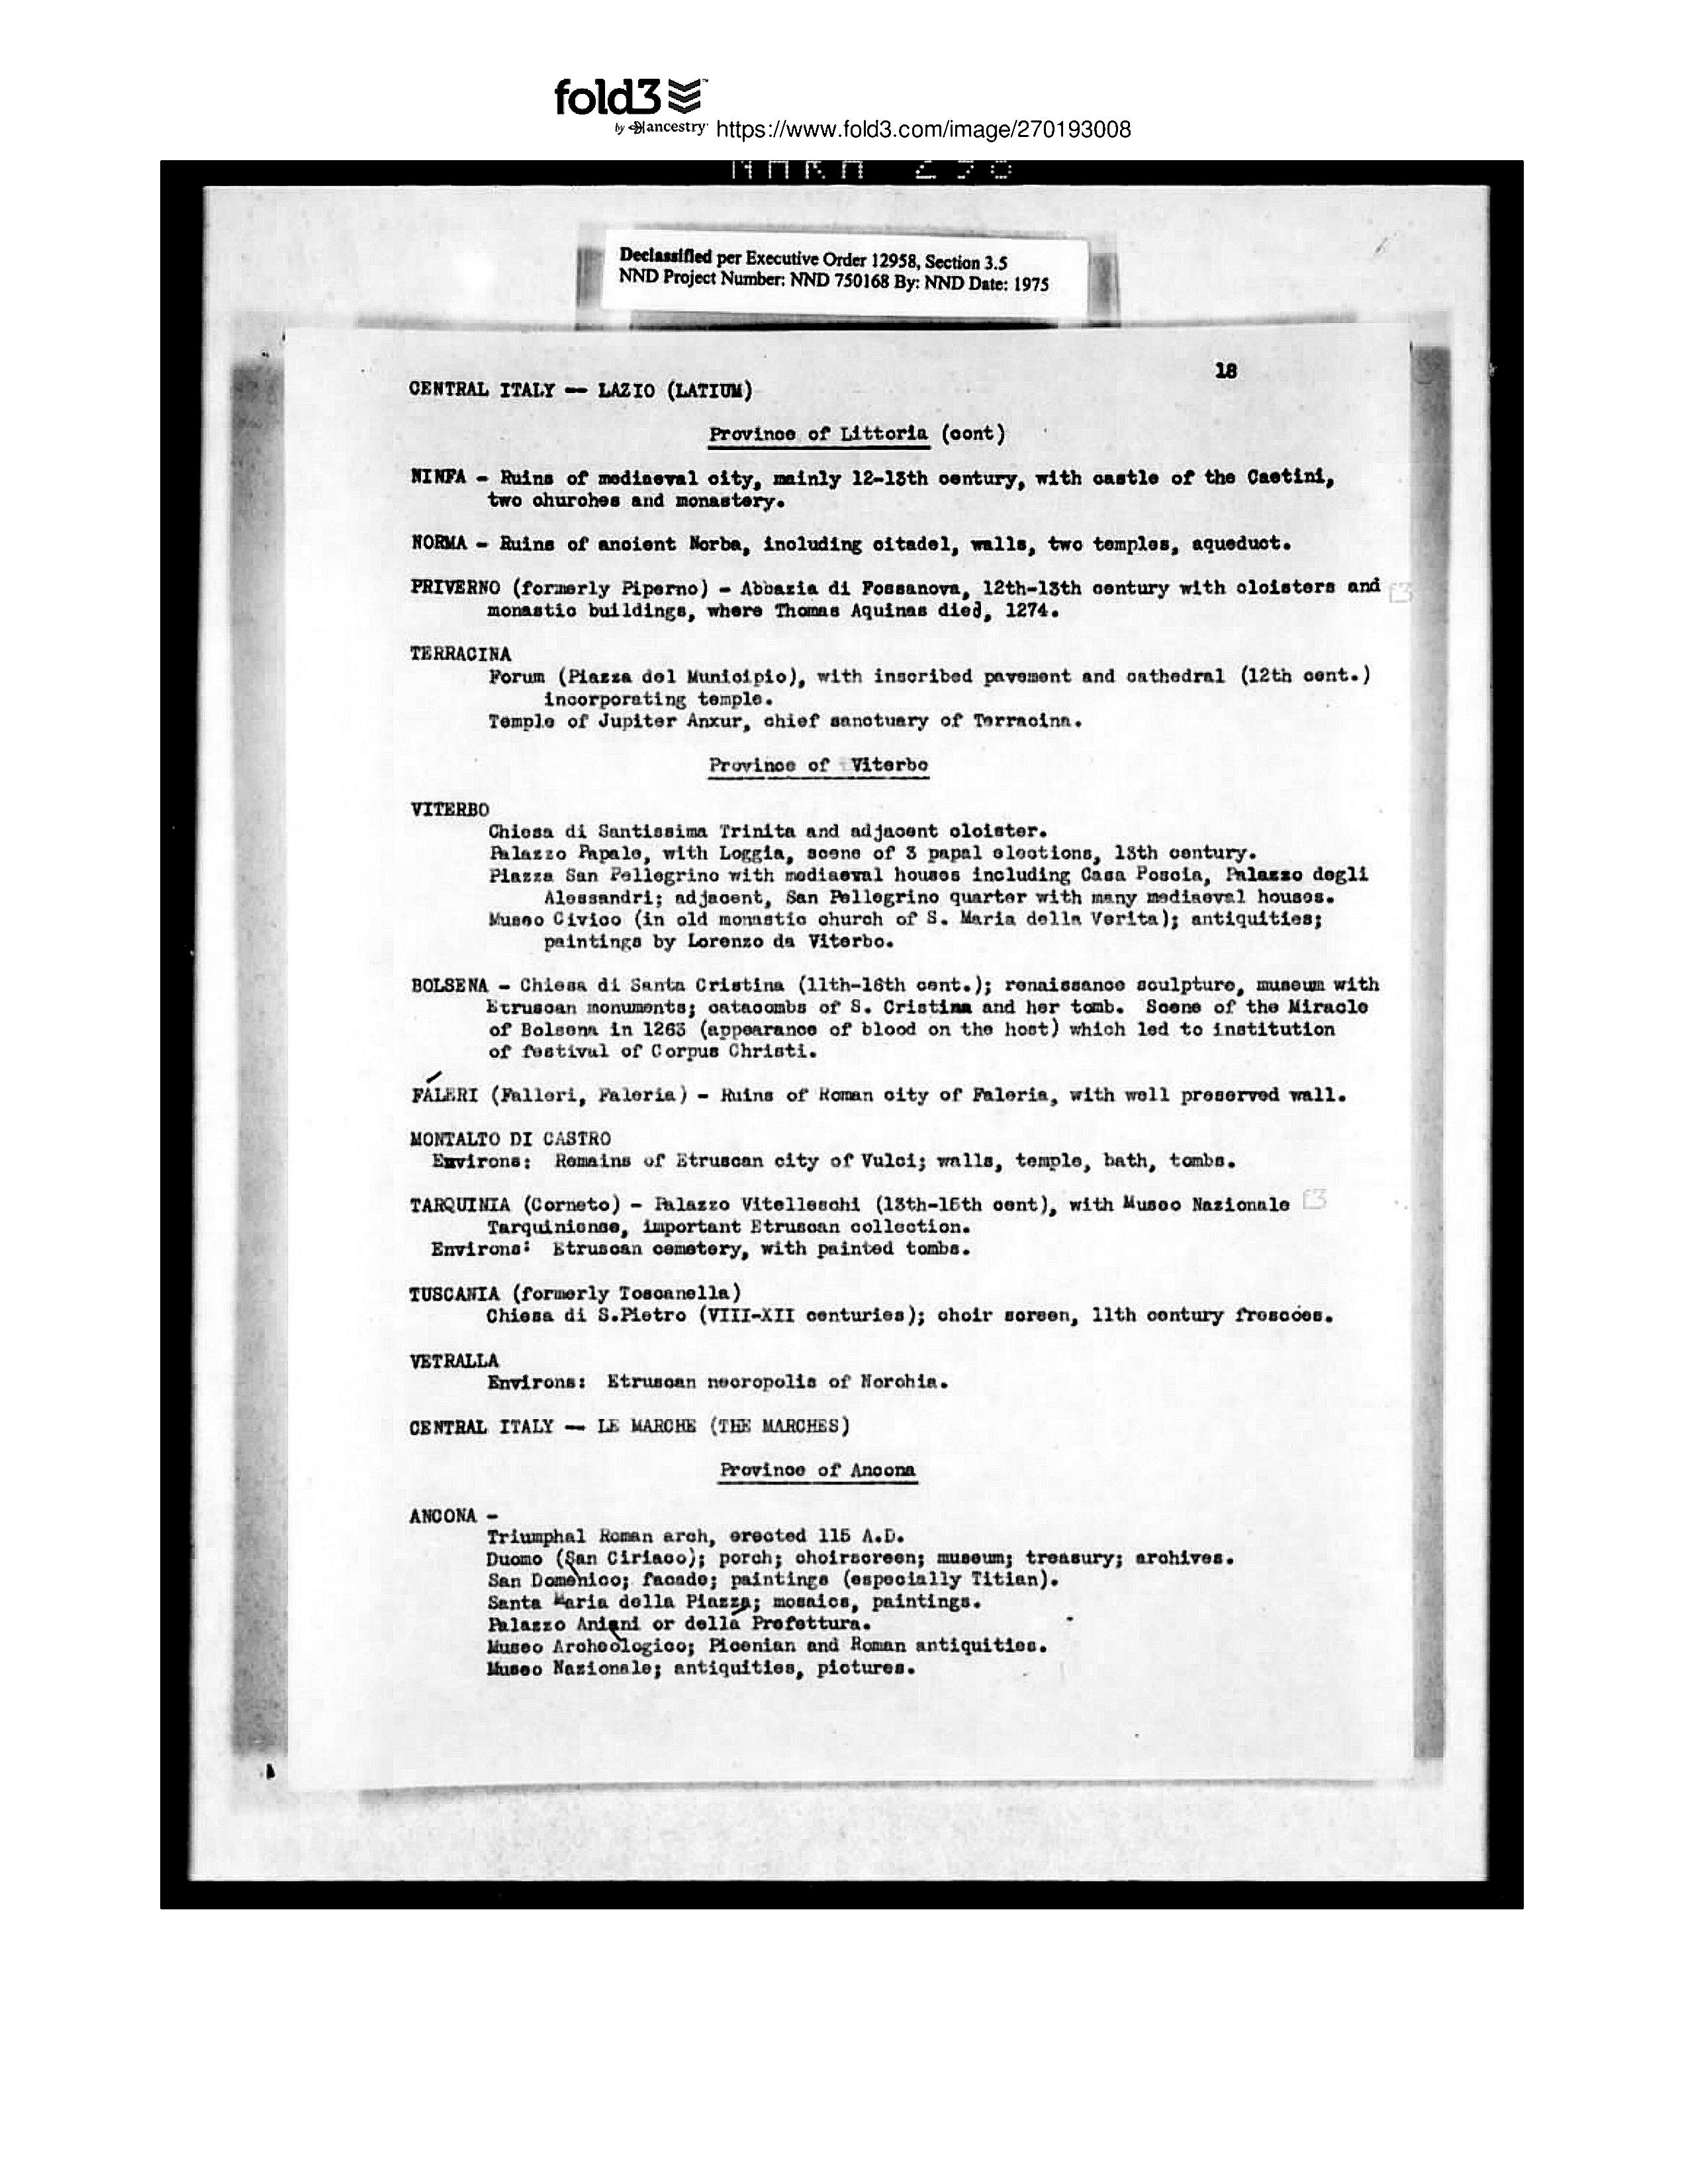 fold3
by ancestry https://www.fold3.com/image/270193008
Declassified per Executive Order 12958, Section 3.5
NND Project Number: NND 750168 By: NND Date: 1975
18
CENTRAL ITALY -- LAZIO (LATIUM)
Province of Littoria (cont)
NINFA - Ruins of mediaeval city, mainly 12-13th century, with castle of the Caetini,
two churches and monastery.
NORMA - Ruins of ancient Norba, including citadel, walls, two temples, aqueduct.
PRIVERNO (formerly Piperno) - Abbazia di Fossanova, 12th-13th century with cloisters and
monastic buildings, where Thomas Aquinas died, 1274.
TERRACINA
Forum (Piazza del Municipio), with inscribed pavement and cathedral (12th cent.)
incorporating temple.
Temple of Jupiter Anxur, chief sanctuary of Terracina.
Province of Viterbo
VITERBO
Chiesa di Santissima Trinita and adjacent cloister.
Palazzo Papale, with Loggia, scene of 3 papal elections, 13th century.
Piazza San Pellegrino with mediaeval houses including Casa Poscia, Palazzo degli
Alessandri; adjacent, San Pellegrino quarter with many mediaeval houses.
Museo Civico (in old monastic church of S. Maria della Verita); antiquities;
paintings by Lorenzo da Viterbo.
BOLSENA - Chiesa di Santa Cristina (11th-16th cent.); renaissance sculpture, museum with
Etruscan monuments; catacombs of S. Cristina and her tomb. Scene of the Miracle
of Bolsena in 1263 (appearance of blood on the host) which led to institution
of festival of Corpus Christi.
FÁLERI (Falleri, Faleria) - Ruins of Roman city of Faleria, with well preserved wall.
MONTALTO DI CASTRO
Environs: Remains of Etruscan city of Vulci; walls, temple, bath, tombs.
TARQUINIA (Corneto) - Palazzo Vitelleschi (13th-15th cent), with Museo Nazionale
Tarquiniense, important Etruscan collection.
Environs: Etruscan cemetery, with painted tombs.
TUSCANIA (formerly Toscanella)
Chiesa di S.Pietro (VIII-XII centuries); choir screen, 11th century frescoes.
VETRALLA
Environs: Etruscan necropolis of Norchia.
CENTRAL ITALY -- LE MARCHE (THE MARCHES)
Province of Ancona
ANCONA -
Triumphal Roman arch, erected 115 A.D.
Duomo (San Ciriaco); porch; choirscreen; museum; treasury; archives.
San Domenico; facade; paintings (especially Titian).
Santa Maria della Piazza; mosaics, paintings.
Palazzo Aniani or della Prefettura.
Museo Archeologico; Picenian and Roman antiquities.
Museo Nazionale; antiquities, pictures.